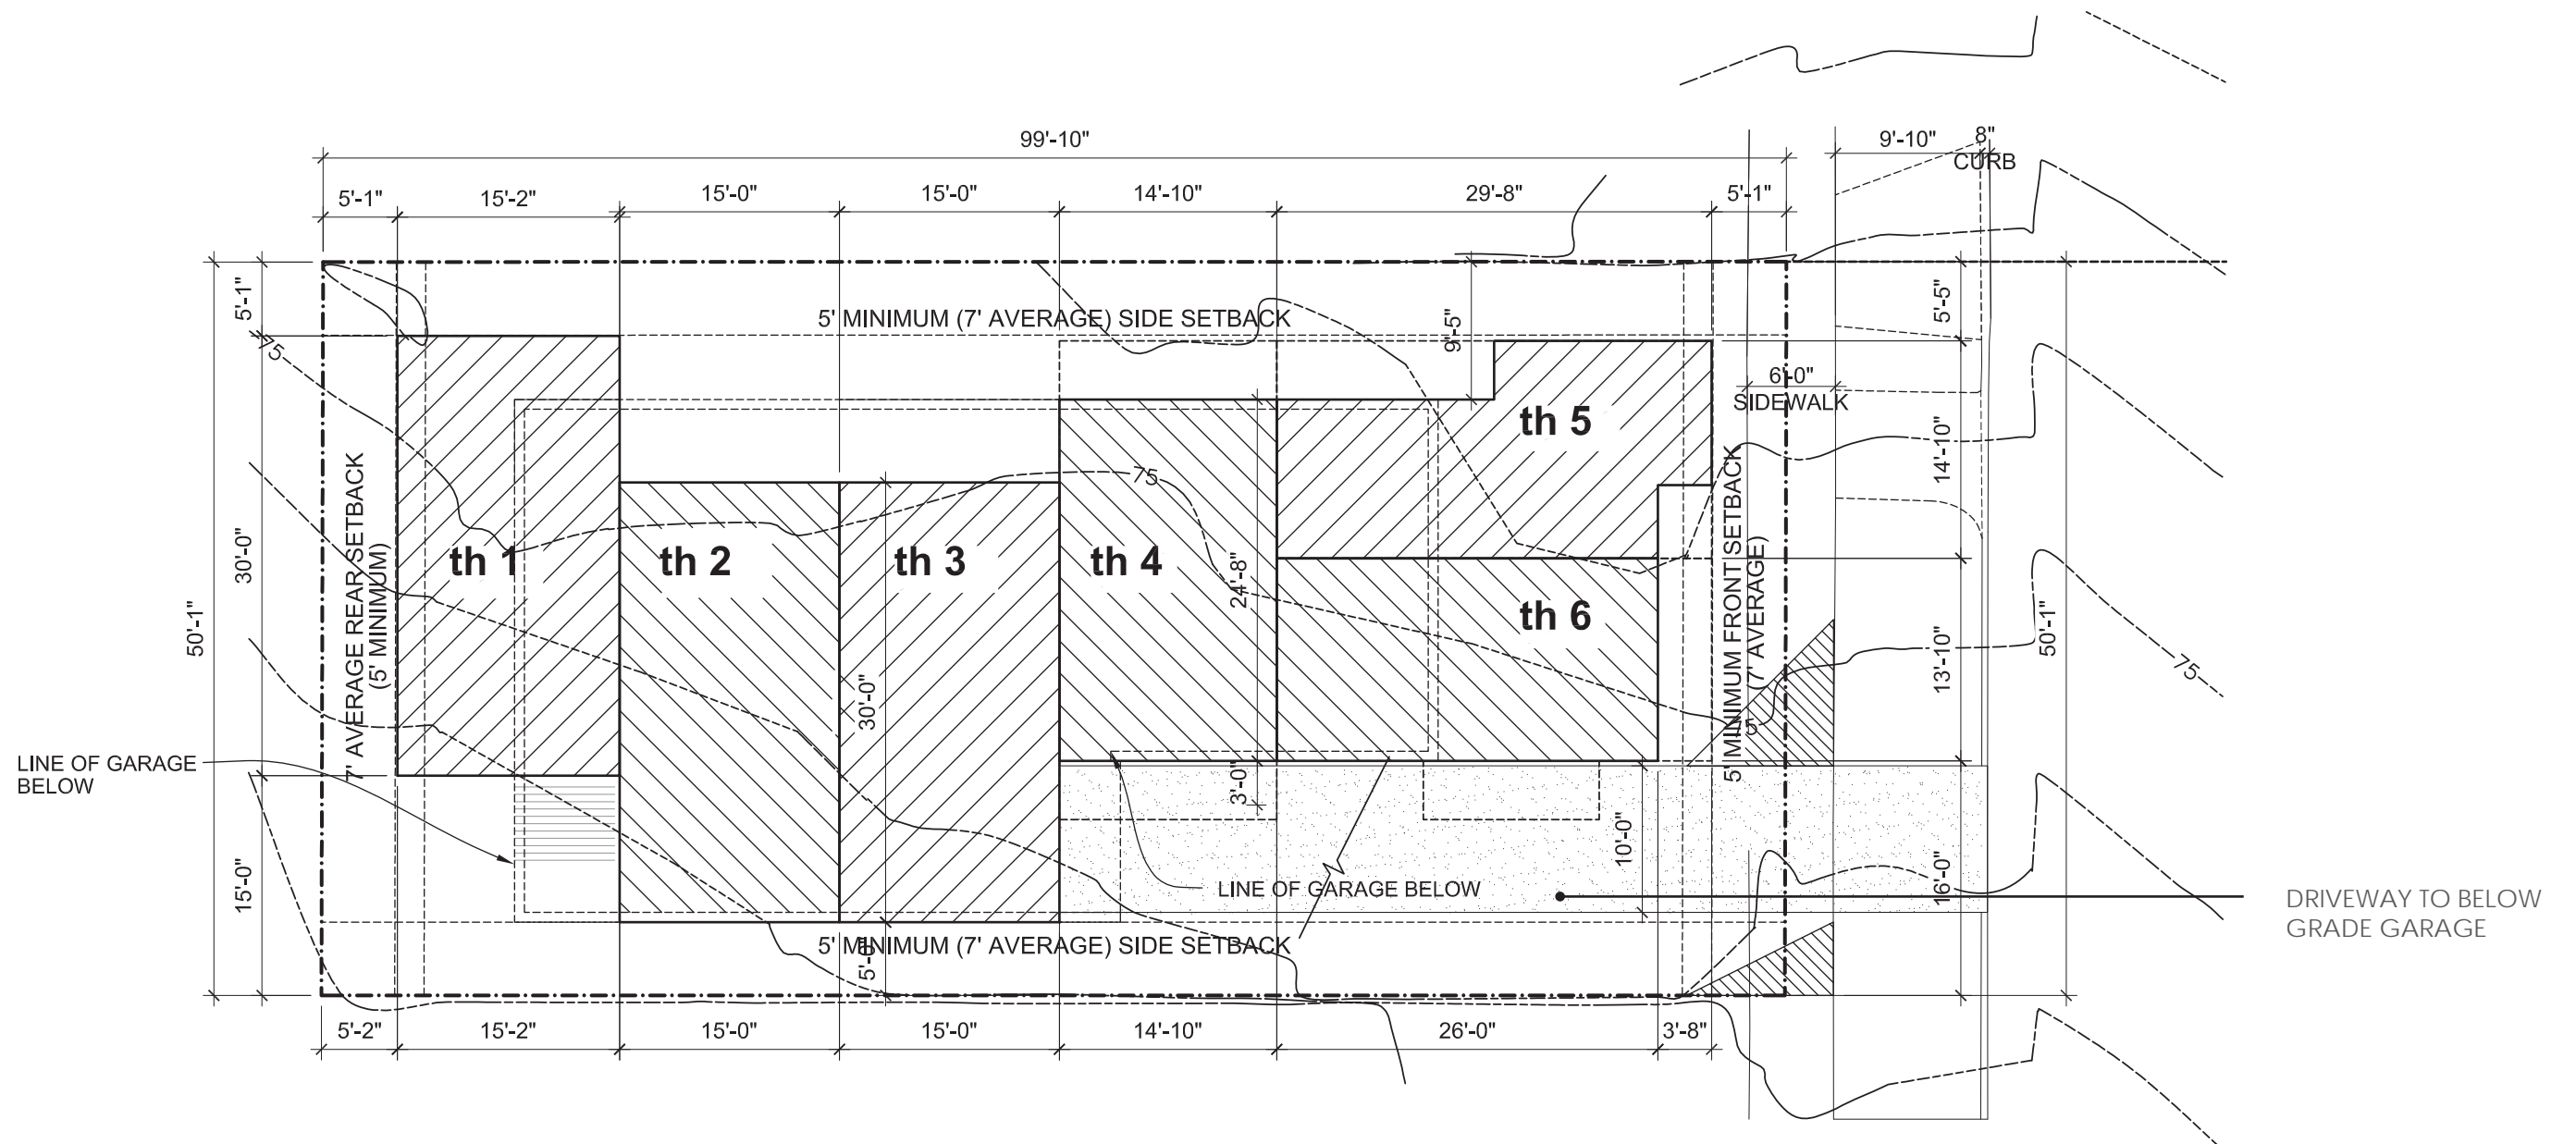 99'-10"
9'-10"
8"
CURB
5'-1"
15'-2"
15'-0"
15'-0"
14'-10"
29'-8"
5'-1"
5'-1"
5' MINIMUM (7' AVERAGE) SIDE SETBACK
9'-5"
5'-5"
75
6'-0"
SIDEWALK
th 5
14'-10"
75
30'-0"
7' AVERAGE REAR SETBACK
(5' MINIMUM)
th 1
th 2
th 3
th 4
24'-8"
5' MINIMUM FRONT SETBACK
(7' AVERAGE)
50'-1"
th 6
13'-10"
50'-1"
75
30'-0"
75
LINE OF GARAGE
BELOW
3'-0"
10'-0"
15'-0"
LINE OF GARAGE BELOW
16'-0"
DRIVEWAY TO BELOW
GRADE GARAGE
5' MINIMUM (7' AVERAGE) SIDE SETBACK
5'-0"
5'-2"
15'-2"
15'-0"
15'-0"
14'-10"
26'-0"
3'-8"